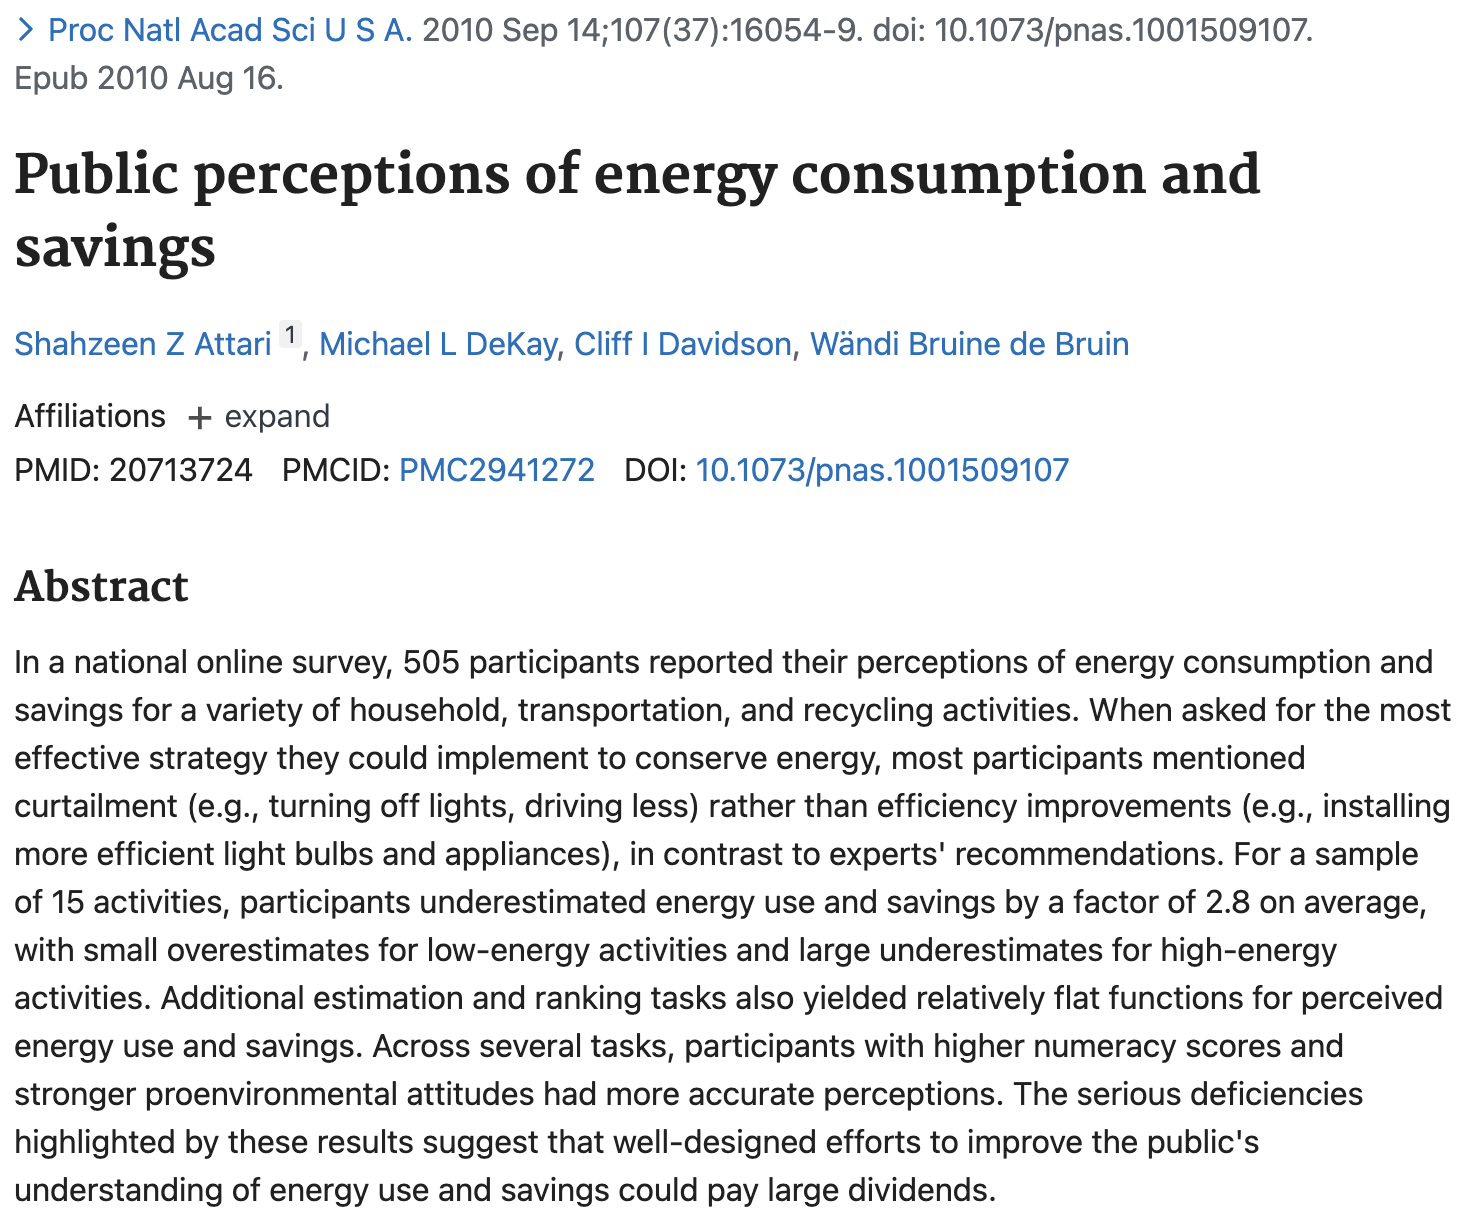 > Proc Natl Acad Sci U S A. 2010 Sep 14;107(37):16054-9. doi: 10.1073/pnas.1001509107.
Epub 2010 Aug 16.
Public perceptions of energy consumption and
savings
Shahzeen Z Attari 1, Michael L DeKay, Cliff I Davidson, Wändi Bruine de Bruin
Affiliations + expand
PMID: 20713724 PMCID: PMC2941272 DOI: 10.1073/pnas.1001509107
Abstract
In a national online survey, 505 participants reported their perceptions of energy consumption and
savings for a variety of household, transportation, and recycling activities. When asked for the most
effective strategy they could implement to conserve energy, most participants mentioned
curtailment (e.g., turning off lights, driving less) rather than efficiency improvements (e.g., installing
more efficient light bulbs and appliances), in contrast to experts' recommendations. For a sample
of 15 activities, participants underestimated energy use and savings by a factor of 2.8 on average,
with small overestimates for low-energy activities and large underestimates for high-energy
activities. Additional estimation and ranking tasks also yielded relatively flat functions for perceived
energy use and savings. Across several tasks, participants with higher numeracy scores and
stronger proenvironmental attitudes had more accurate perceptions. The serious deficiencies
highlighted by these results suggest that well-designed efforts to improve the public's
understanding of energy use and savings could pay large dividends.